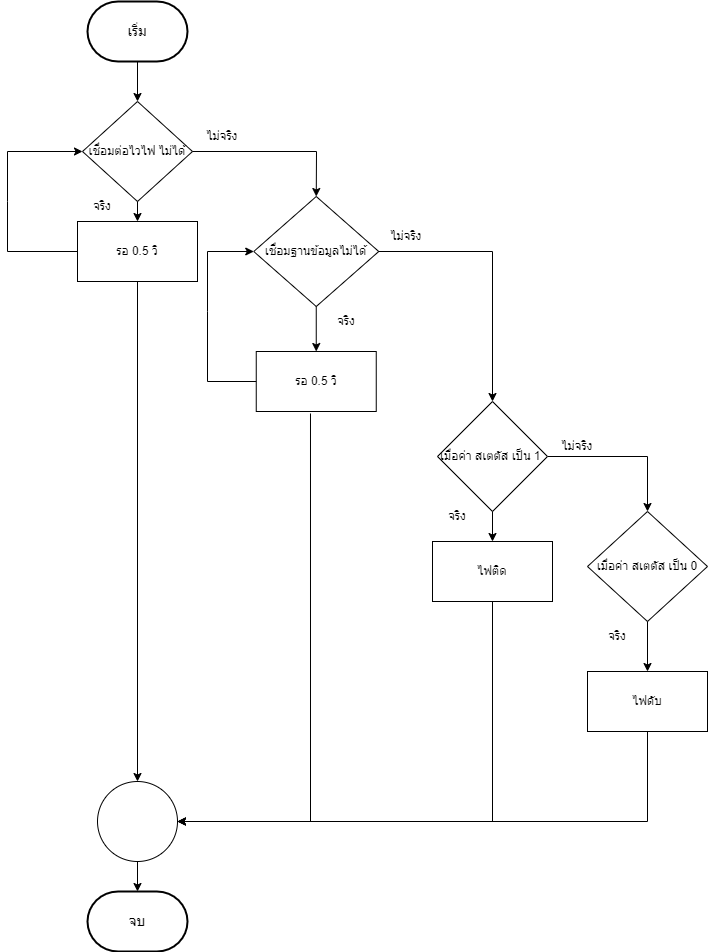 เริ่ม
ไม่จริง
เชื่อมต่อไวไฟ ไม่ได้
จริง
รอ 0.5 วิ
ไม่จริง
เชื่อมฐานข้อมูลไม่ได้
จริง
รอ 0.5 วิ
ไม่จริง
เมื่อค่า สเตตัส เป็น 1
จริง
ไฟติด
เมื่อค่า สเตตัส เป็น 0
จริง
ไฟดับ
จบ